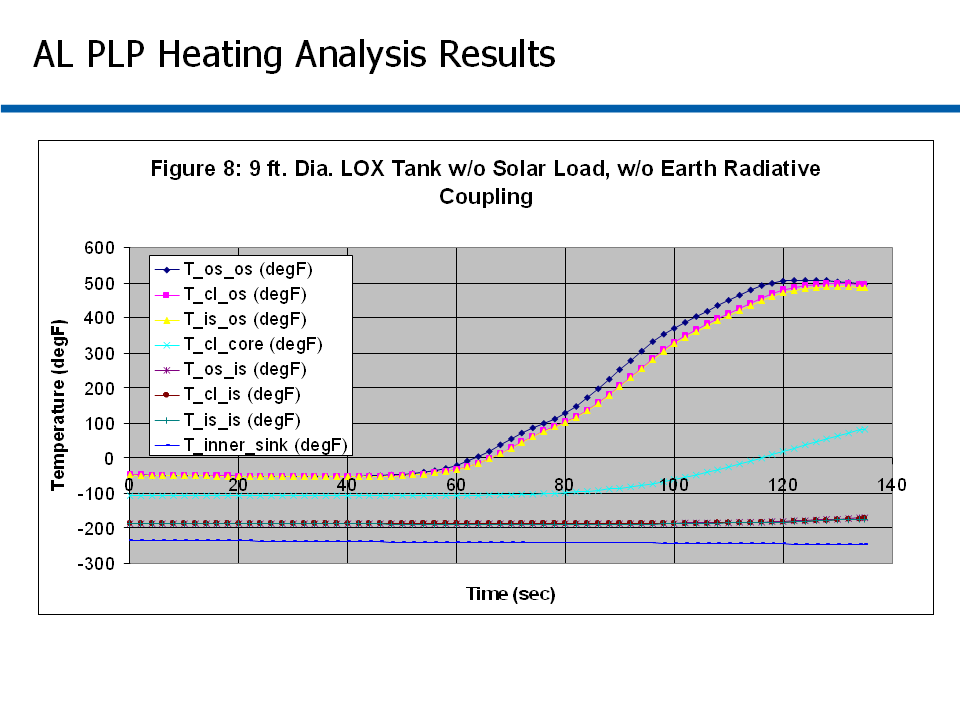 AL PLP Heating Analysis Results
Figure 8: 9 ft. Dia. LOX Tank w/o Solar Load, w/o Earth Radiative
Coupling
600
500
400
300
200
100
0
-100
-200
-300
Temperature (degF)
T_os_os (degF)
T_cl_os (degF)
T_is_os (degF)
T_cl_core (degF)
T_os_is (degF)
T_cl_is (degF)
T_is_is (degF)
T_inner_sink (degF)
0 20 40 60 80 100 120 140
Time (sec)